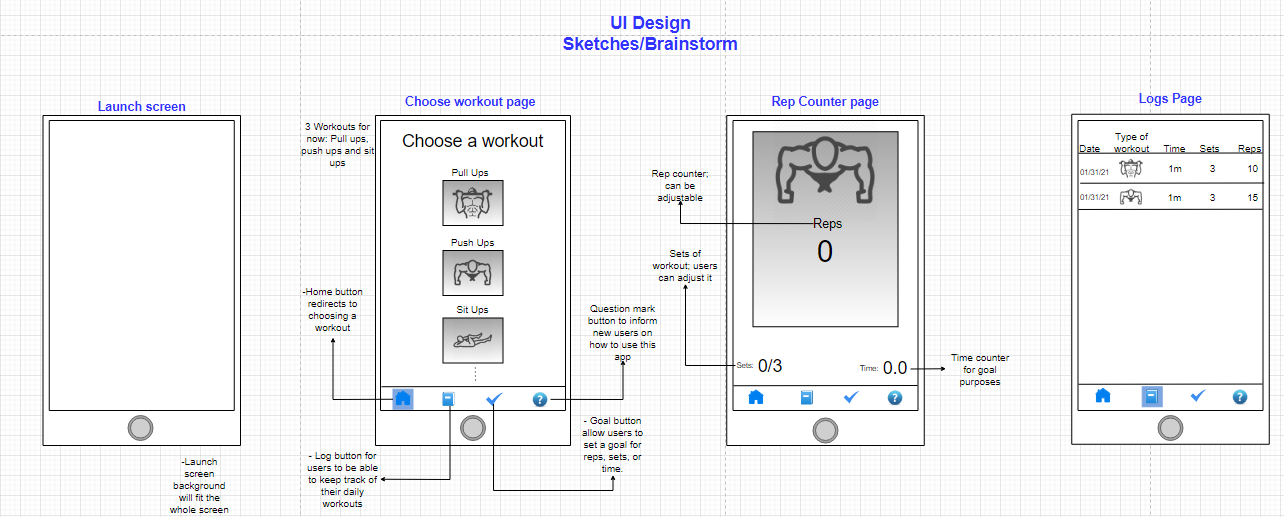 UI Design
Sketches/Brainstorm
Launch screen
-Launch
screen
background
will fit the
whole screen
Choose workout page
3 Workouts for
now: Pull ups,
push ups and sit
ups
Choose a workout
Pull Ups
Push Ups
Sit Ups
-Home button
redirects to
choosing a
workout
Question mark
button to inform
new users on
how to use this
app
?
- Log button for
users to be able
to keep track of
their daily
workouts
- Goal button
allow users to
set a goal for
reps, sets, or
time.
Rep Counter page
Rep counter;
can be
adjustable
Reps
0
Sets of
workout; users
can adjust it
Sets: 0/3
Time: 0.0
Time counter
for goal
purposes
?
Logs Page
Date Type of workout Time Sets Reps
01/31/21 1m 3 10
01/31/21 1m 3 15
?